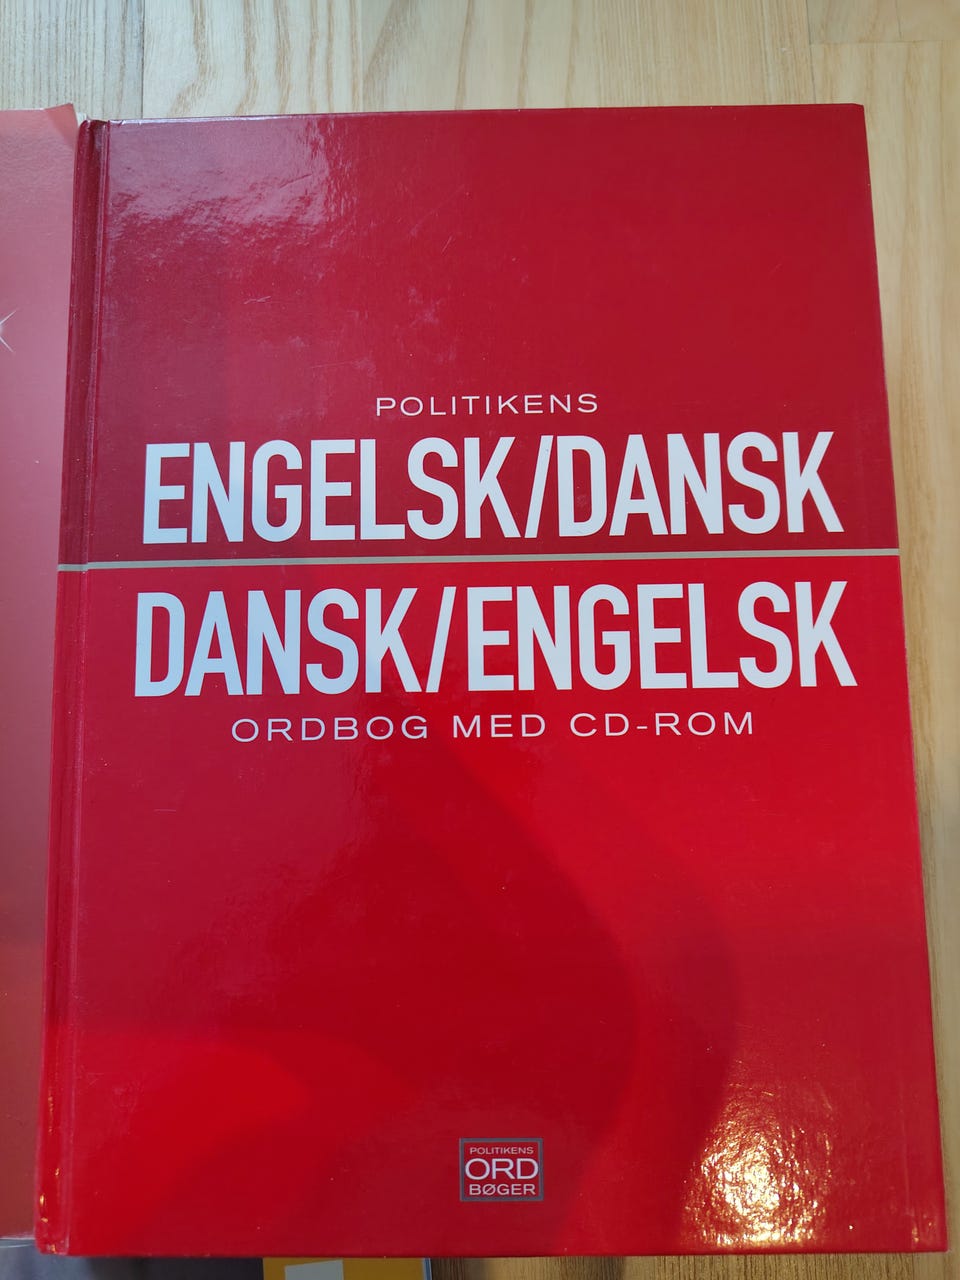 POLITIKENS
ENGELSK/DANSK
DANSK/ENGELSK
ORDBOG MED CD-ROM
POLITIKENS
ORD
BØGER